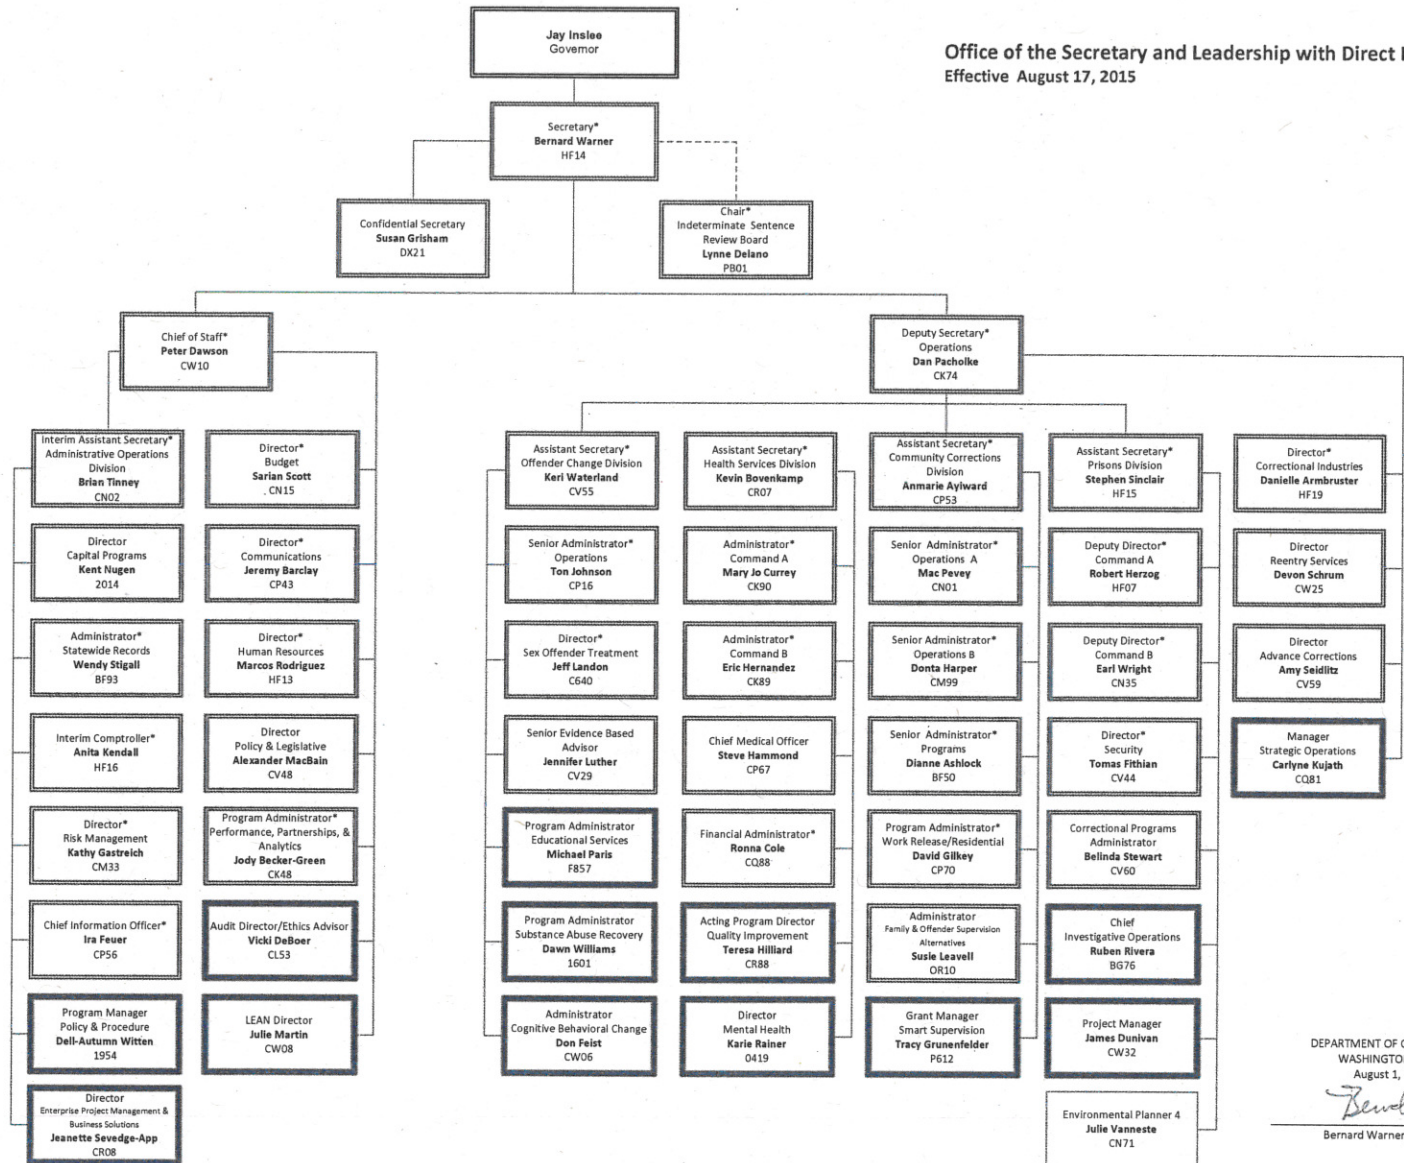 Jay Inslee
Governor
Office of the Secretary and Leadership with Direct
Effective August 17, 2015
Secretary*
Bernard Warner
HF14
Confidential Secretary
Susan Grisham
DX21
Chair*
Indeterminate Sentence
Review Board
Lynne Delano
PB01
Chief of Staff*
Peter Dawson
CW10
Deputy Secretary*
Operations
Dan Pacholke
CK74
Interim Assistant Secretary*
Administrative Operations
Division
Brian Tinney
CN02
Director*
Budget
Sarian Scott
CN15
Assistant Secretary*
Offender Change Division
Keri Waterland
CV55
Assistant Secretary*
Health Services Division
Kevin Bovenkamp
CR07
Assistant Secretary*
Community Corrections
Division
Anmarie Aylward
CP53
Assistant Secretary*
Prisons Division
Stephen Sinclair
HF15
Director*
Correctional Industries
Danielle Armbruster
HF19
Director
Capital Programs
Kent Nugen
2014
Director*
Communications
Jeremy Barclay
CP43
Senior Administrator*
Operations
Ton Johnson
CP16
Administrator*
Command A
Mary Jo Currey
CK90
Senior Administrator*
Operations A
Mac Pevey
CN01
Deputy Director*
Command A
Robert Herzog
HF07
Director
Reentry Services
Devon Schrum
CW25
Administrator*
Statewide Records
Wendy Stigall
BF93
Director*
Human Resources
Marcos Rodriguez
HF13
Director*
Sex Offender Treatment
Jeff Landon
C640
Administrator*
Command B
Eric Hernandez
CK89
Senior Administrator*
Operations B
Donta Harper
CM99
Deputy Director*
Command B
Earl Wright
CN35
Director
Advance Corrections
Amy Seidlitz
CV59
Interim Comptroller*
Anita Kendall
HF16
Director
Policy & Legislative
Alexander MacBain
CV48
Senior Evidence Based
Advisor
Jennifer Luther
CV29
Chief Medical Officer
Steve Hammond
CP67
Senior Administrator*
Programs
Dianne Ashlock
BF50
Director*
Security
Tomas Fithian
CV44
Manager
Strategic Operations
Carlyne Kujath
CQ81
Director*
Risk Management
Kathy Gastreich
CM33
Program Administrator*
Performance, Partnerships, &
Analytics
Jody Becker-Green
CK48
Program Administrator
Educational Services
Michael Paris
F857
Financial Administrator*
Ronna Cole
CQ88
Program Administrator*
Work Release/Residential
David Gilkey
CP70
Correctional Programs
Administrator
Belinda Stewart
CV60
Chief Information Officer*
Ira Feuer
CP56
Audit Director/Ethics Advisor
Vicki DeBoer
CL53
Program Administrator
Substance Abuse Recovery
Dawn Williams
1601
Acting Program Director
Quality Improvement
Teresa Hilliard
CR88
Administrator
Family & Offender Supervision
Alternatives
Susie Leavell
OR10
Chief
Investigative Operations
Ruben Rivera
BG76
Program Manager
Policy & Procedure
Dell-Autumn Witten
1954
LEAN Director
Julie Martin
CW08
Administrator
Cognitive Behavioral Change
Don Feist
CW06
Director
Mental Health
Karie Rainer
0419
Grant Manager
Smart Supervision
Tracy Grunenfelder
P612
Project Manager
James Dunivan
CW32
Director
Enterprise Project Management &
Business Solutions
Jeanette Sevedge-App
CR08
Environmental Planner 4
Julie Vanneste
CN71
DEPARTMENT OF
WASHINGTO
August 1,
Bernard Warner